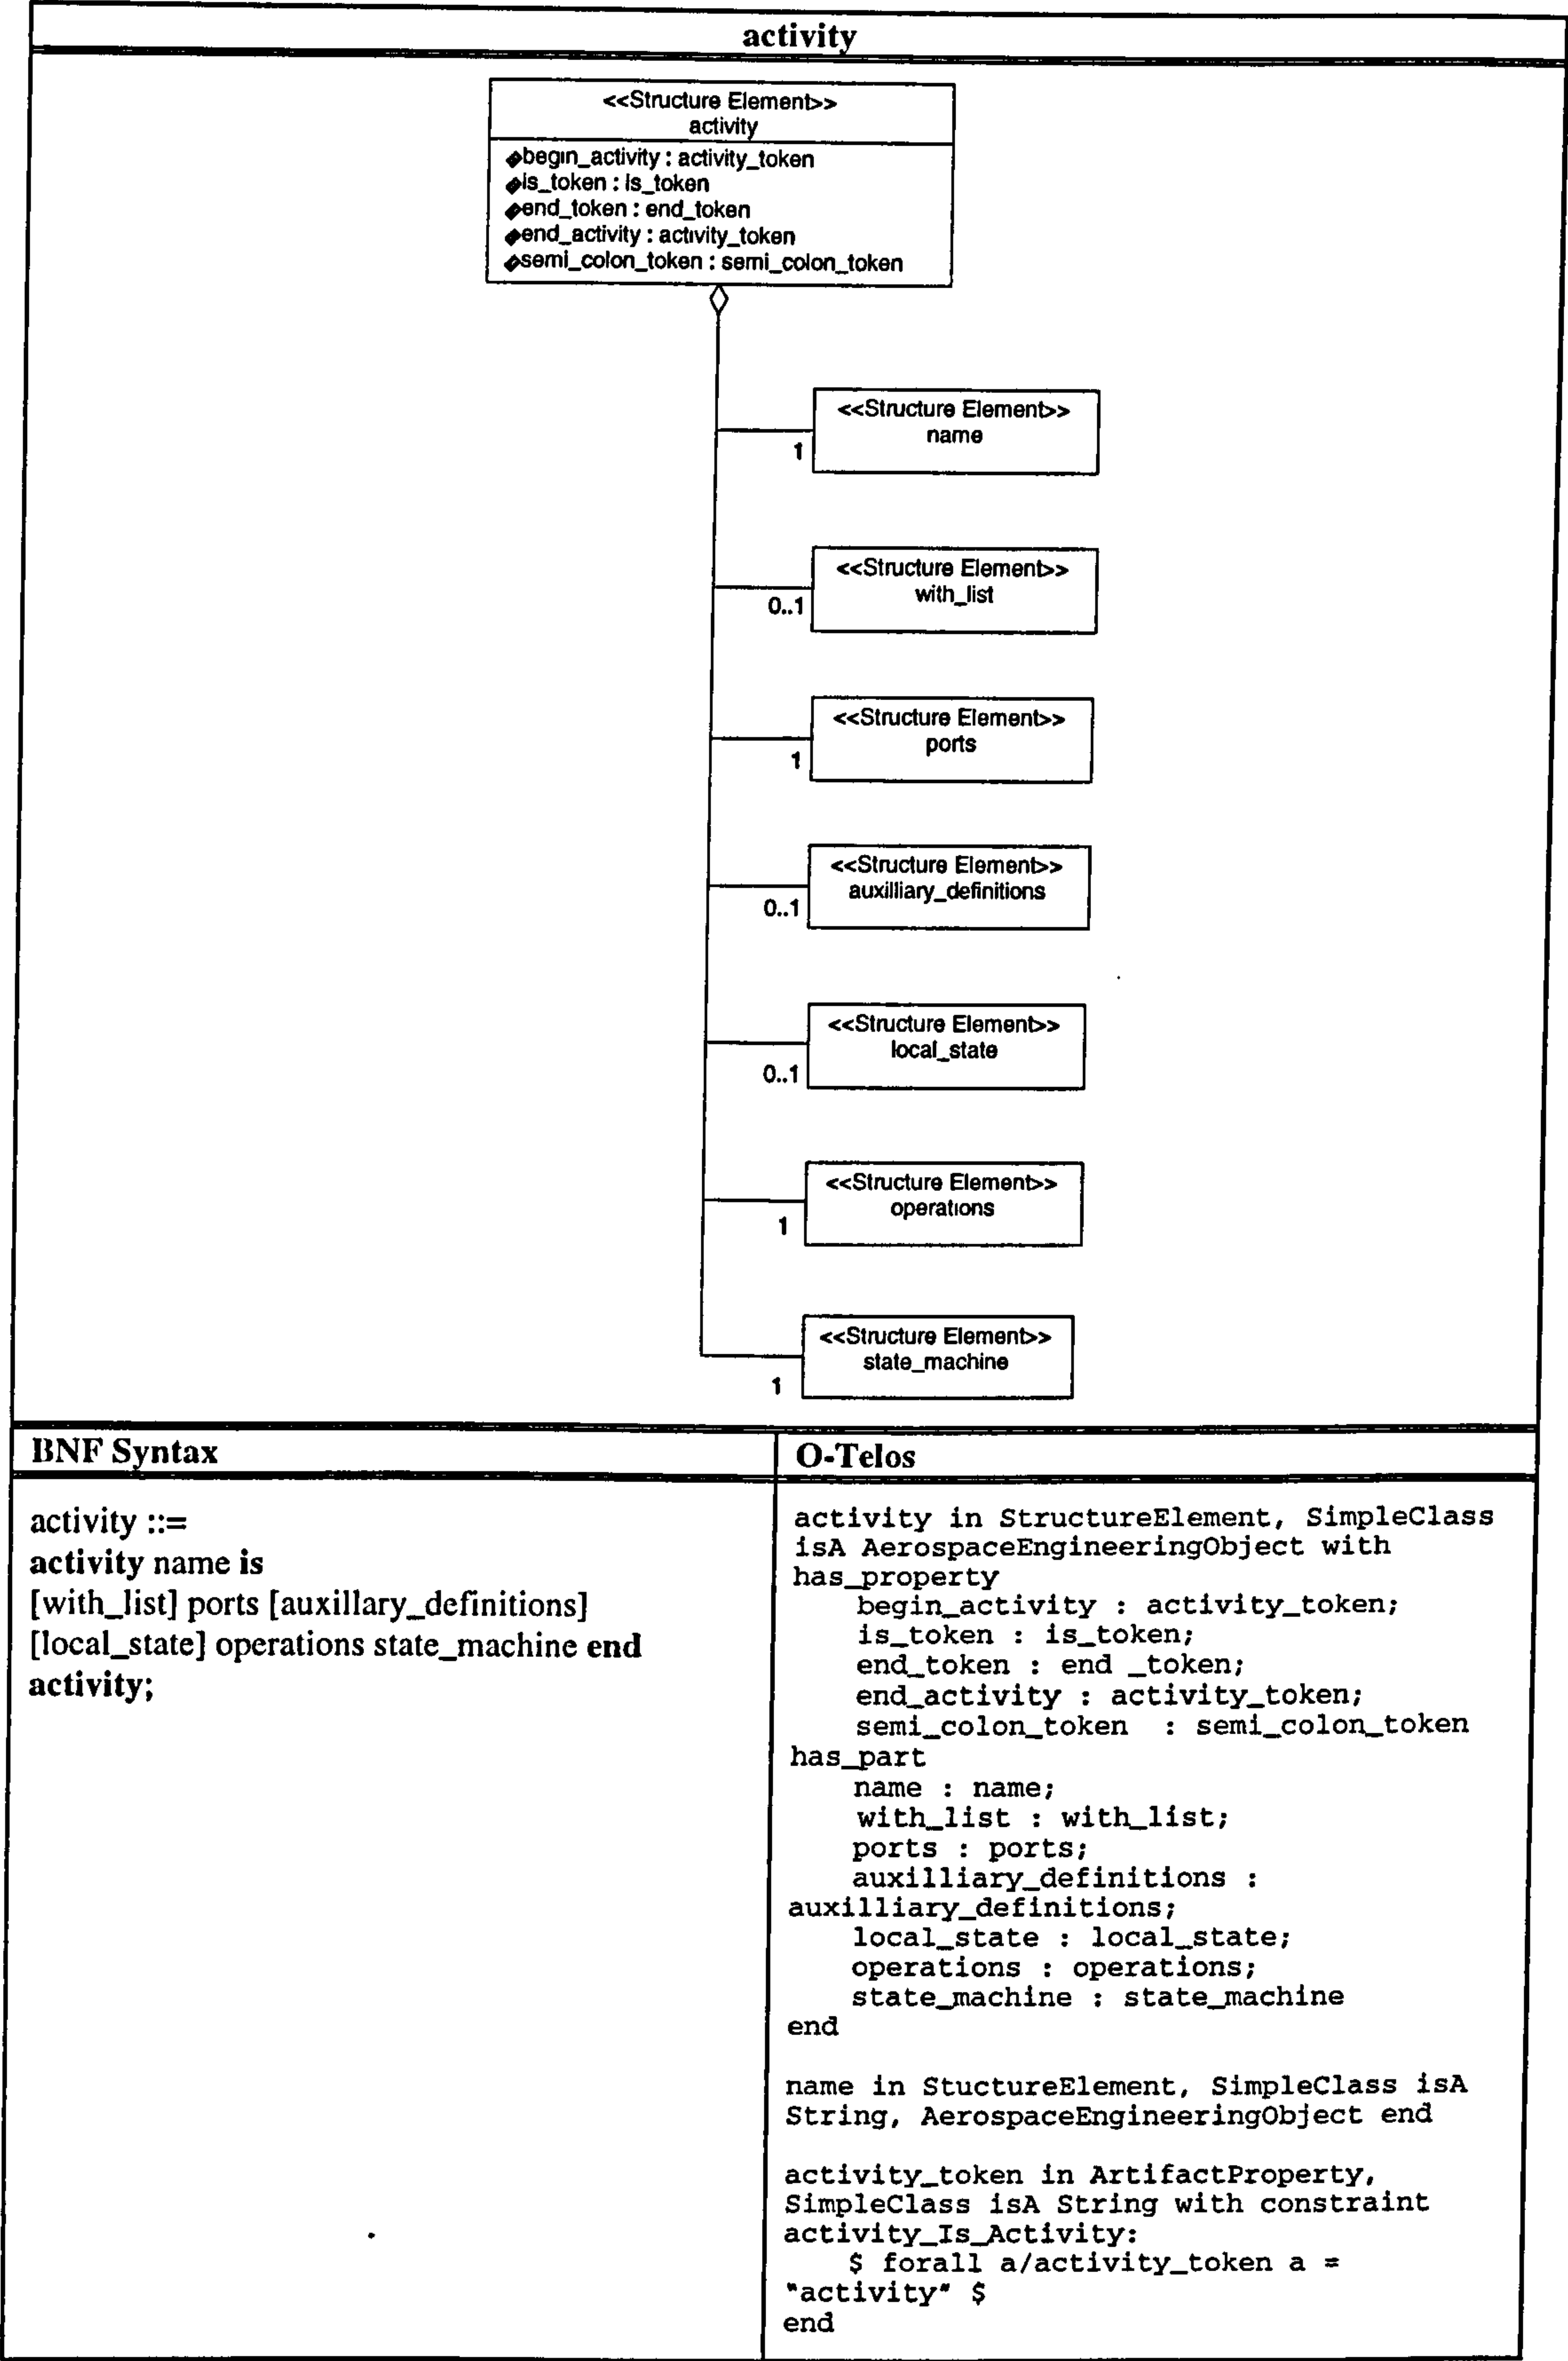 activity
<<Structure Element>>
activity
begin_activity : activity_token
is_token : is_token
end_token : end_token
end_activity : activity_token
semi_colon_token : semi_colon_token
<<Structure Element>>
name
1
<<Structure Element>>
with_list
0..1
<<Structure Element>>
ports
1
<<Structure Element>>
auxilliary_definitions
0..1
<<Structure Element>>
local_state
0..1
<<Structure Element>>
operations
1
<<Structure Element>>
state_machine
1
BNF Syntax
activity ::=
activity name is
[with_list] ports [auxillary_definitions]
[local_state] operations state_machine end
activity;
O-Telos
activity in StructureElement, SimpleClass
isA AerospaceEngineeringObject with
has_property
begin_activity : activity_token;
is_token : is_token;
end_token : end _token;
end_activity : activity_token;
semi_colon_token : semi_colon_token
has_part
name : name;
with_list : with_list;
ports : ports;
auxilliary_definitions :
auxilliary_definitions;
local_state : local_state;
operations : operations;
state_machine : state_machine
end
name in StuctureElement, SimpleClass isA
String, AerospaceEngineeringObject end
activity_token in ArtifactProperty,
SimpleClass isA String with constraint
activity_Is_Activity:
$ forall a/activity_token a =
"activity" $
end